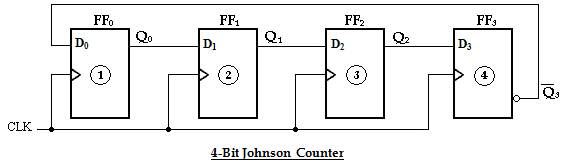 FF₀ FF₁ FF₂ FF₃
D₀ Q₀ D₁ Q₁ D₂ Q₂ D₃
1 2 3 4
Q̅₃
CLK
4-Bit Johnson Counter